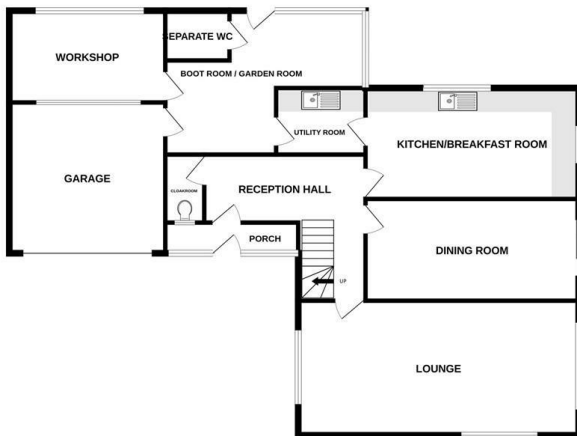 SEPARATE WC
WORKSHOP
BOOT ROOM / GARDEN ROOM
UTILITY ROOM
KITCHEN/BREAKFAST ROOM
GARAGE
CLOAKROOM
RECEPTION HALL
PORCH
DINING ROOM
UP
LOUNGE